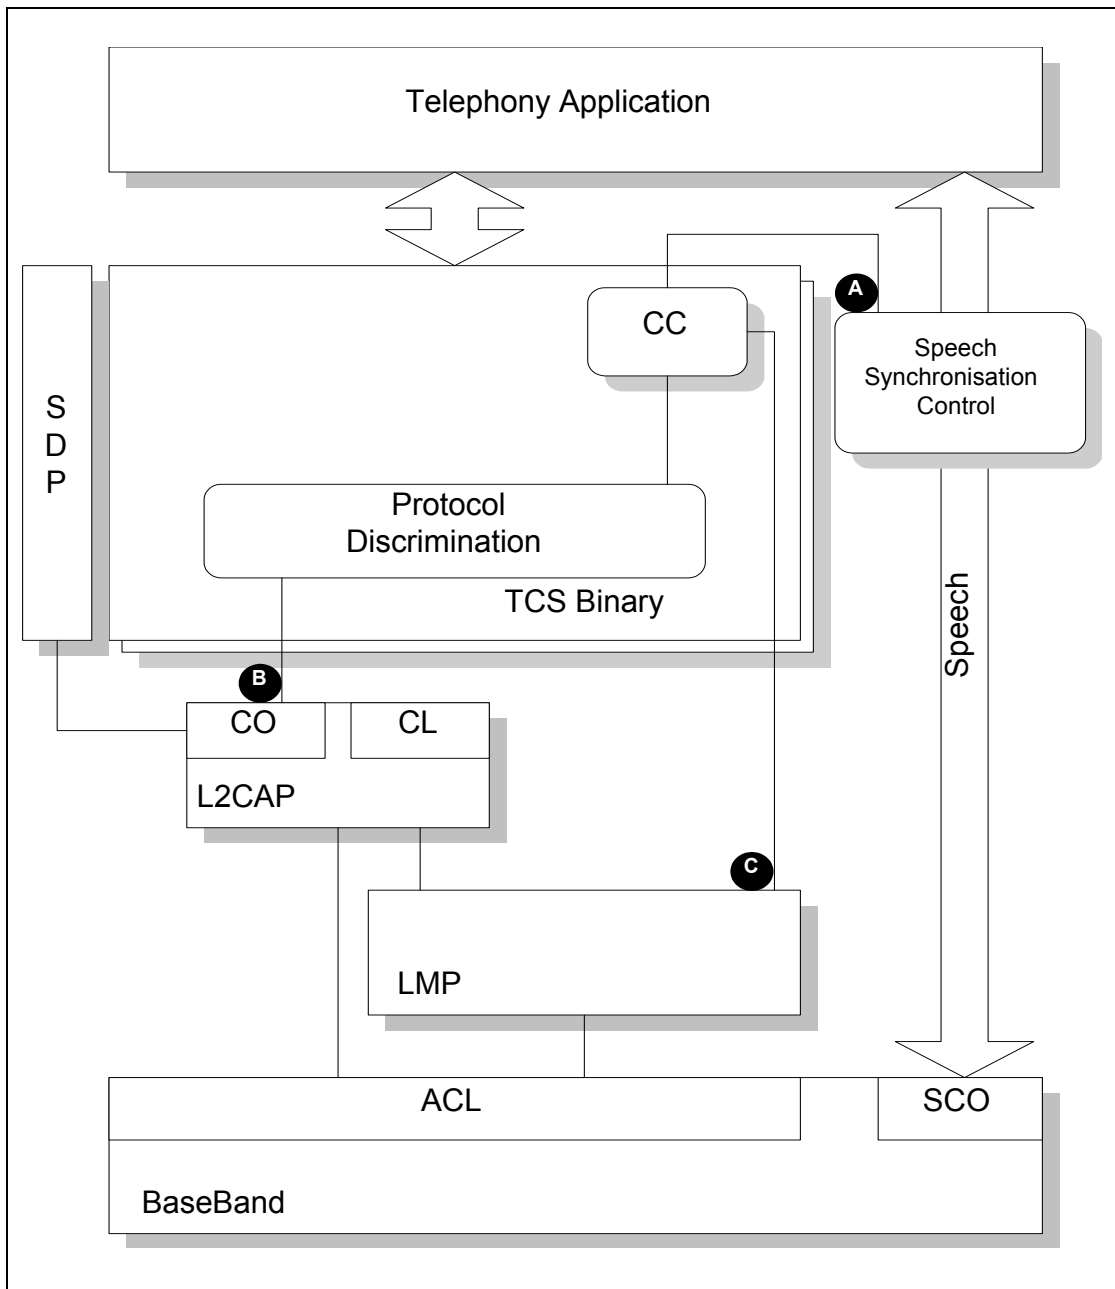 Telephony Application
A
CC
Speech
Synchronisation
Control
S
D
P
Protocol
Discrimination
TCS Binary
Speech
B
CO
CL
L2CAP
C
LMP
ACL
SCO
BaseBand